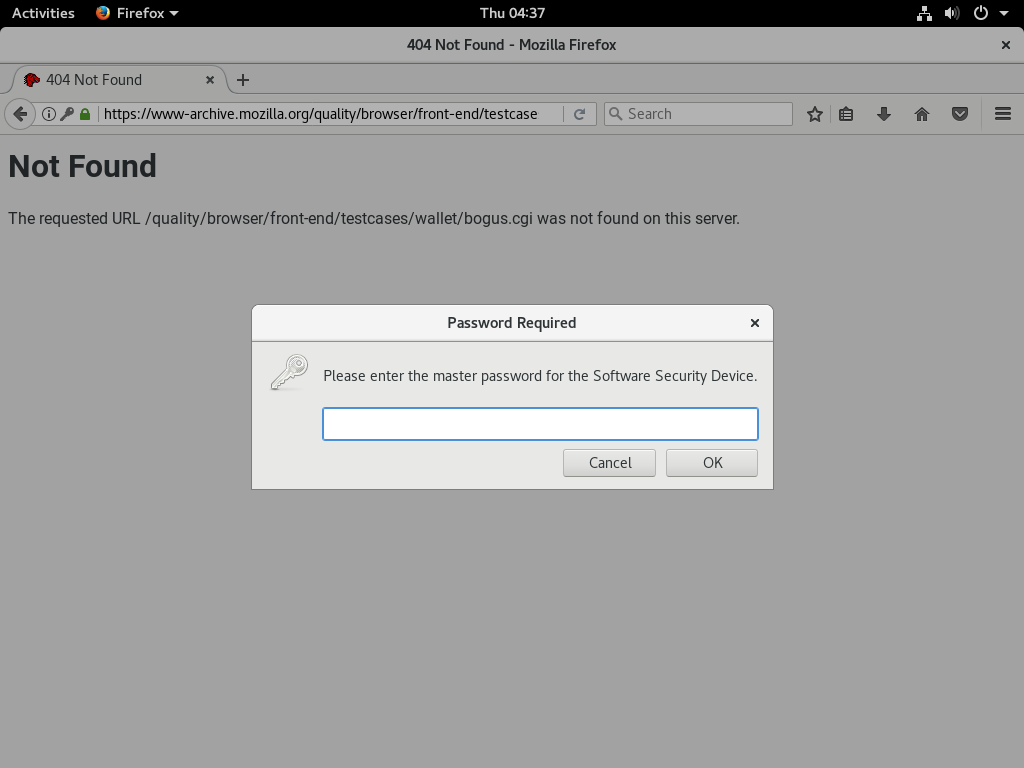 Activities Firefox Thu 04:37
404 Not Found - Mozilla Firefox
404 Not Found
https://www-archive.mozilla.org/quality/browser/front-end/testcase Search
Not Found
The requested URL /quality/browser/front-end/testcases/wallet/bogus.cgi was not found on this server.
Password Required
Please enter the master password for the Software Security Device.
Cancel OK